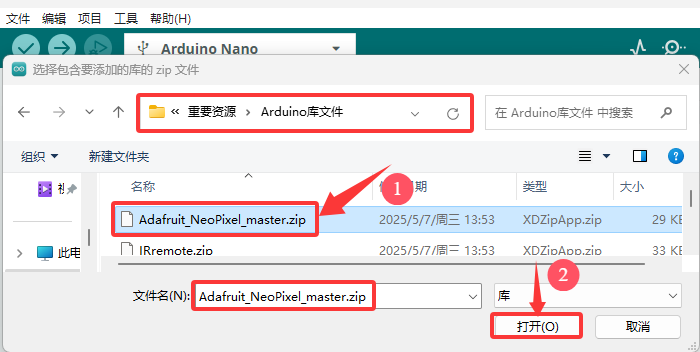 文件 编辑 项目 工具 帮助(H)
Arduino Nano
选择包含要添加的库的 zip 文件
« 重要资源 › Arduino库文件
在 Arduino库文件 中搜索
组织 新建文件夹
名称 日期 类型 大小
1
Adafruit_NeoPixel_master.zip 2025/5/7/周三 13:53 XDZipApp.zip 29 KB
此电
IRremote.zip 2025/5/7/周三 13:53 XDZipApp.zip 33 KB
2
文件名(N): Adafruit_NeoPixel_master.zip 库
打开(O) 取消